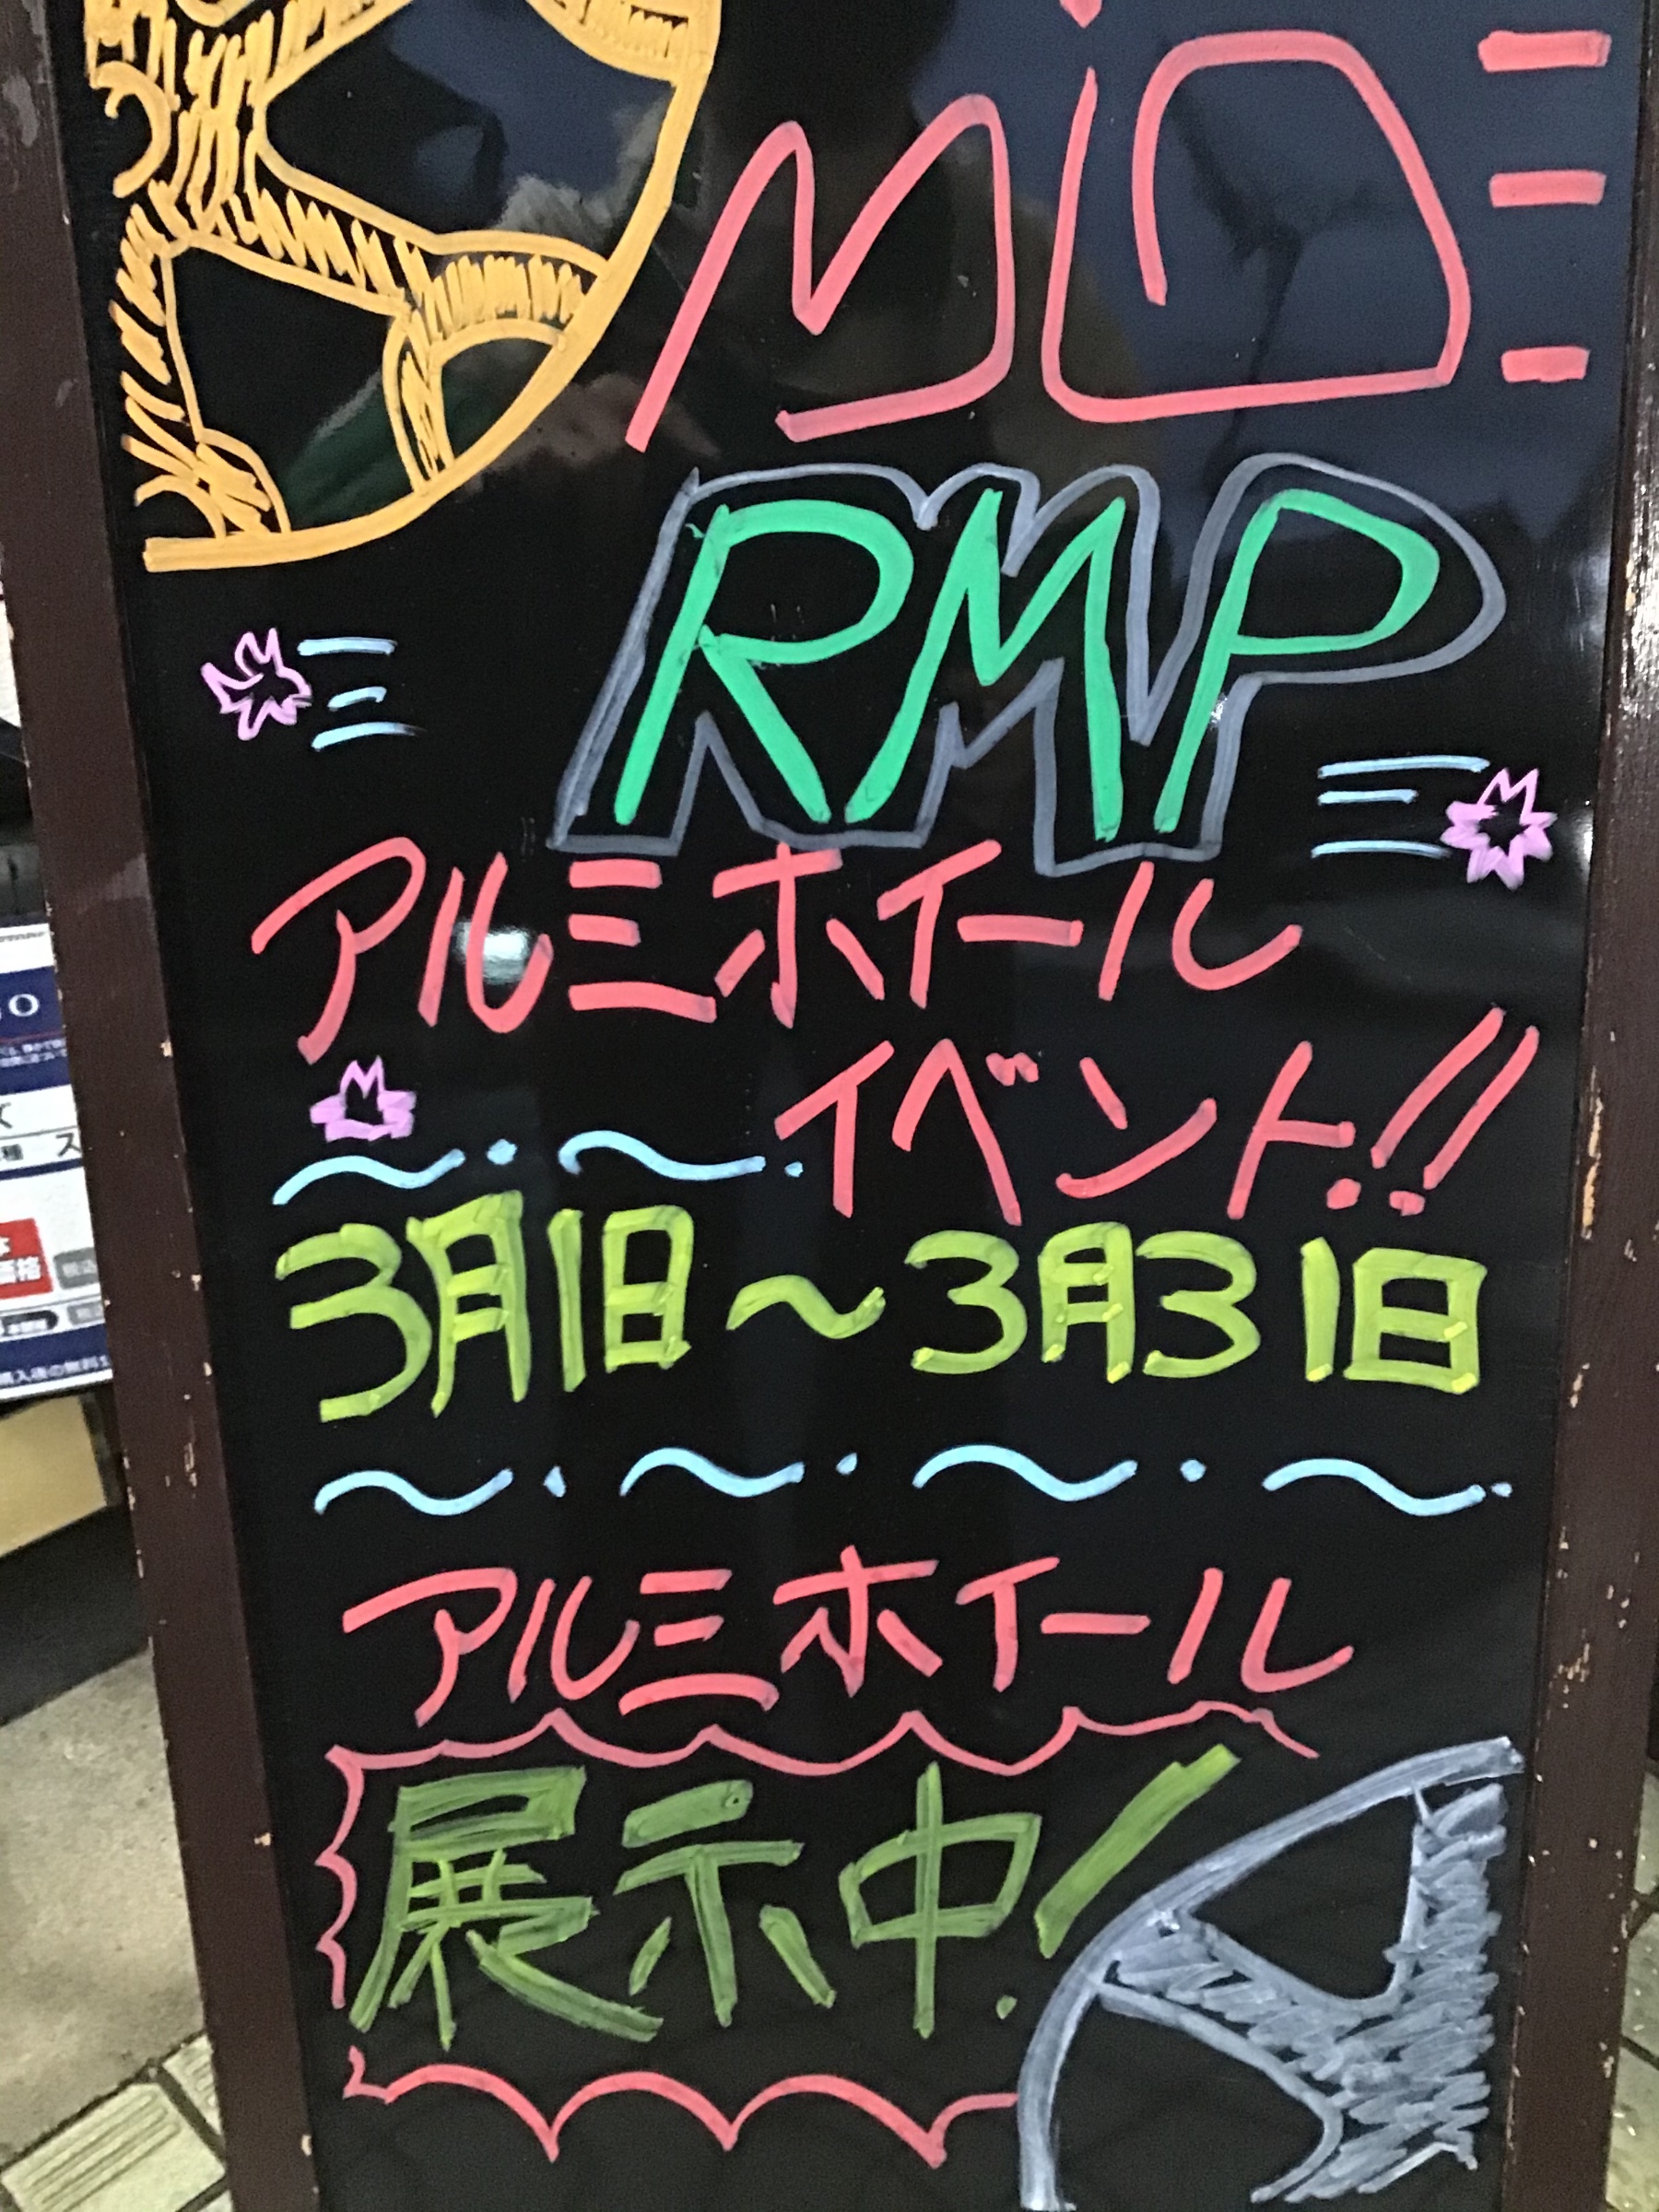 MID
RMP
アルミホイール
イベント!!
3月1日～3月31日
アルミホイール
展示中!